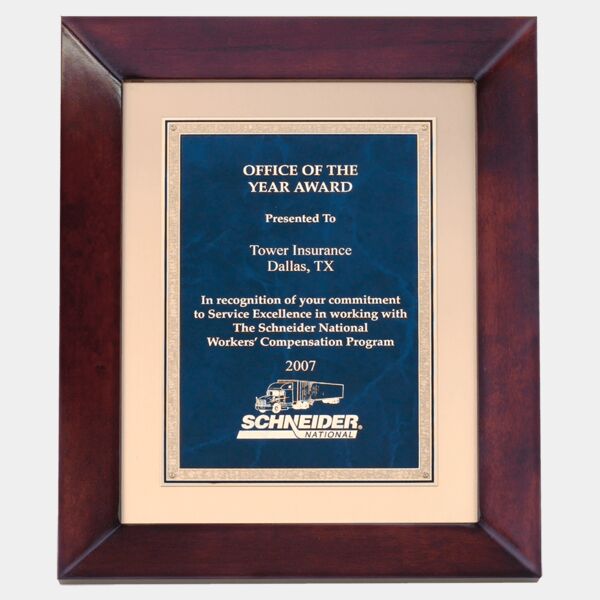 OFFICE OF THE
YEAR AWARD
Presented To
Tower Insurance
Dallas, TX
In recognition of your commitment
to Service Excellence in working with
The Schneider National
Workers' Compensation Program
2007
SCHNEIDER®
NATIONAL